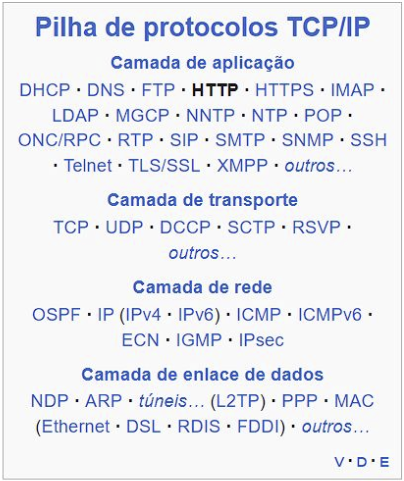 Pilha de protocolos TCP/IP
Camada de aplicação
DHCP · DNS · FTP · HTTP · HTTPS · IMAP ·
LDAP · MGCP · NNTP · NTP · POP ·
ONC/RPC · RTP · SIP · SMTP · SNMP · SSH
· Telnet · TLS/SSL · XMPP · outros…
Camada de transporte
TCP · UDP · DCCP · SCTP · RSVP ·
outros…
Camada de rede
OSPF · IP (IPv4 · IPv6) · ICMP · ICMPv6 ·
ECN · IGMP · IPsec
Camada de enlace de dados
NDP · ARP · túneis… (L2TP) · PPP · MAC
(Ethernet · DSL · RDIS · FDDI) · outros…
V · D · E